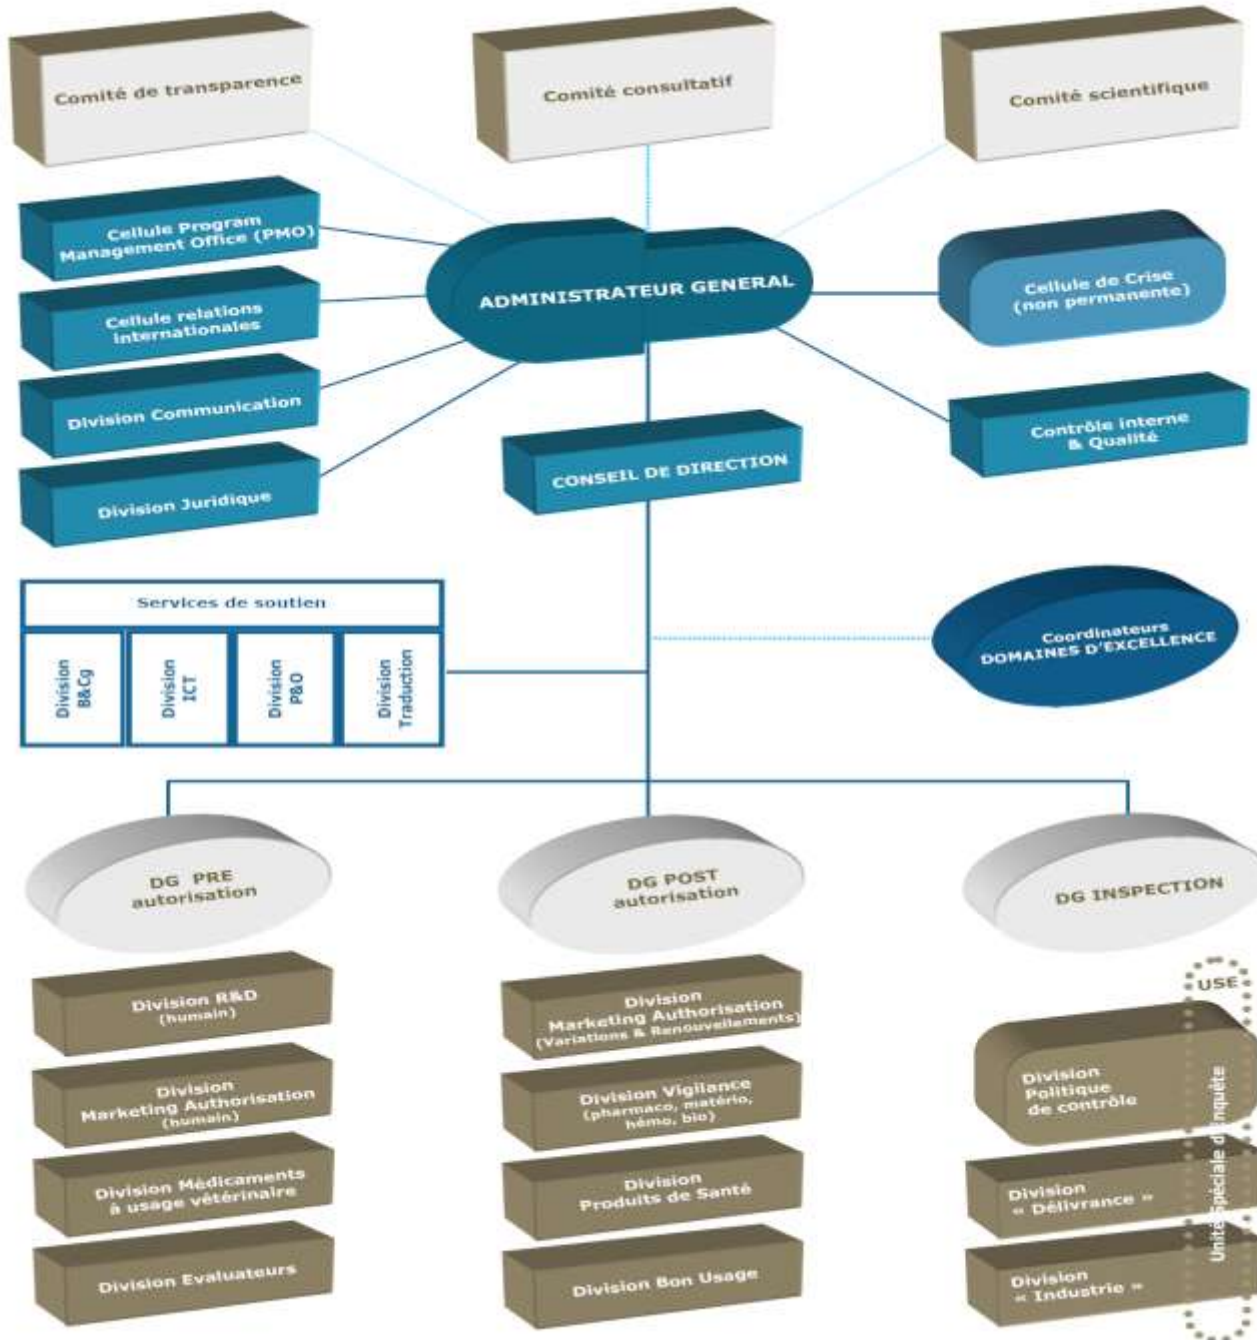 Comité de transparence
Comité consultatif
Comité scientifique
Cellule Program
Management Office (PMO)
Cellule relations
internationales
Division Communication
Division Juridique
ADMINISTRATEUR GENERAL
CONSEIL DE DIRECTION
Cellule de Crise
(non permanente)
Contrôle interne
& Qualité
Services de soutien
Division
B&Cg
Division
ICT
Division
P&O
Division
Traduction
Coordinateurs
DOMAINES D'EXCELLENCE
DG PRE
autorisation
DG POST
autorisation
DG INSPECTION
Division R&D
(humain)
Division
Marketing Authorisation
(humain)
Division Médicaments
à usage vétérinaire
Division Evaluateurs
Division
Marketing Authorisation
(Variations & Renouvellements)
Division Vigilance
(pharmaco, matério,
hémo, bio)
Division
Produits de Santé
Division Bon Usage
USE
Unité Spéciale d'Enquête
Division
Politique
de contrôle
Division
« Délivrance »
Division
« Industrie »